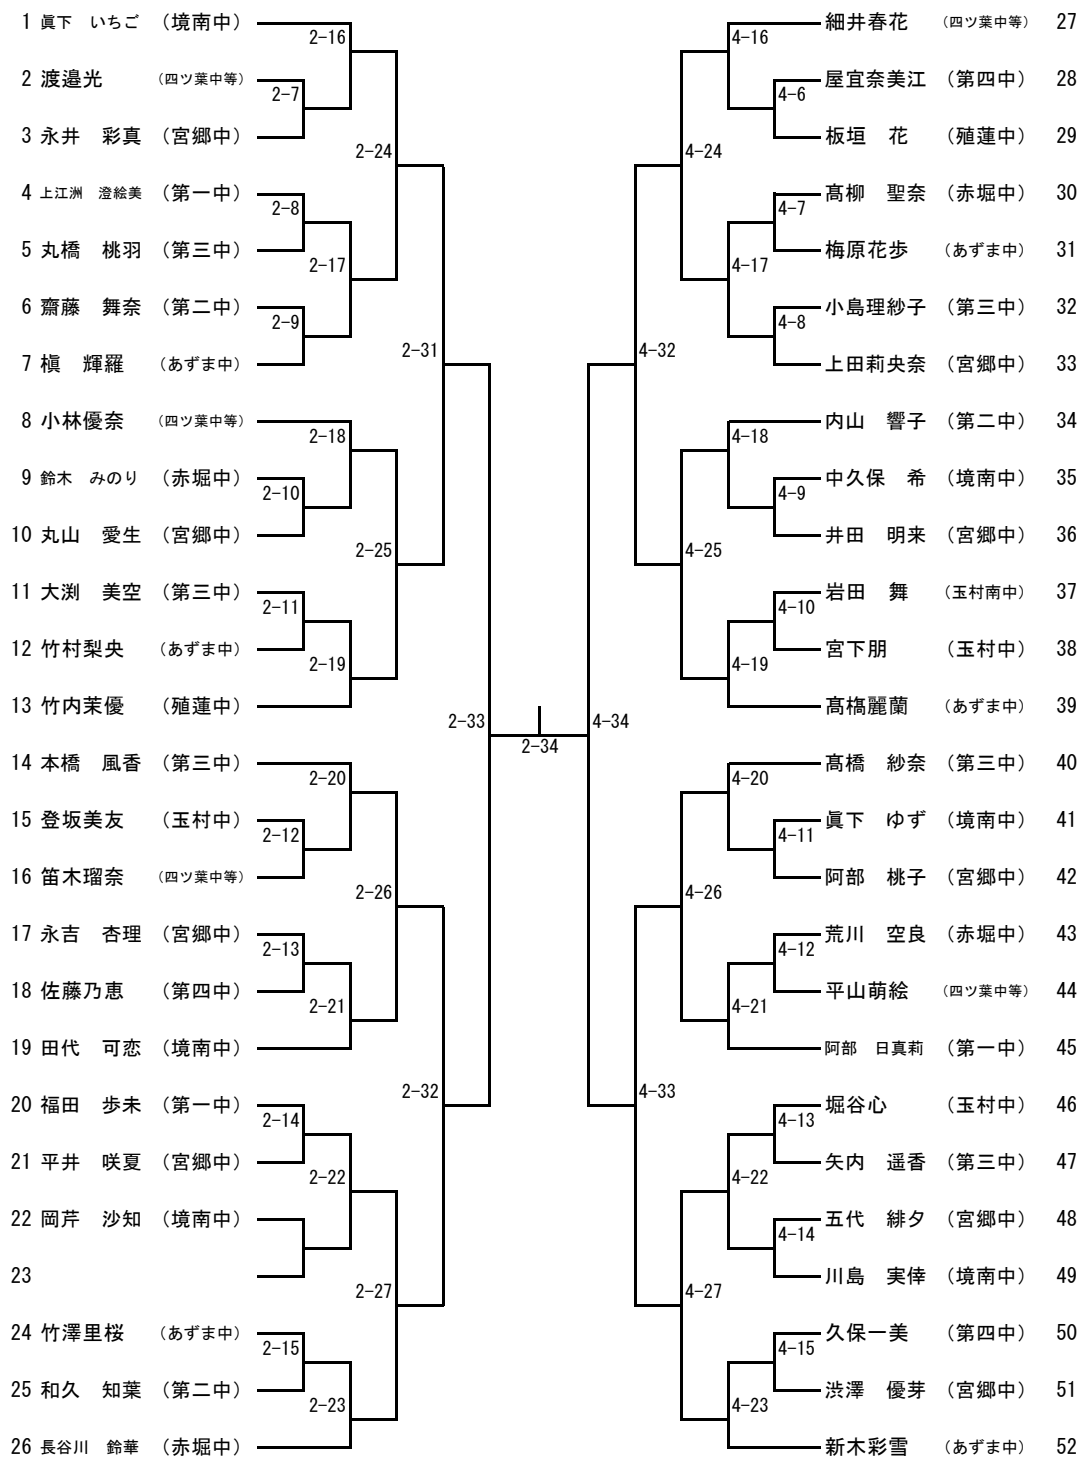 1 眞下　いちご （境南中）
2 渡邉光 （四ツ葉中等）
3 永井　彩真 （宮郷中）
4 上江洲　澄絵美 （第一中）
5 丸橋　桃羽 （第三中）
6 齋藤　舞奈 （第二中）
7 槇　輝羅 （あずま中）
8 小林優奈 （四ツ葉中等）
9 鈴木　みのり （赤堀中）
10 丸山　愛生 （宮郷中）
11 大渕　美空 （第三中）
12 竹村梨央 （あずま中）
13 竹内茉優 （殖蓮中）
14 本橋　風香 （第三中）
15 登坂美友 （玉村中）
16 笛木瑠奈 （四ツ葉中等）
17 永吉　杏理 （宮郷中）
18 佐藤乃恵 （第四中）
19 田代　可恋 （境南中）
20 福田　歩未 （第一中）
21 平井　咲夏 （宮郷中）
22 岡芹　沙知 （境南中）
23
24 竹澤里桜 （あずま中）
25 和久　知葉 （第二中）
26 長谷川　鈴華 （赤堀中）
2-16
2-7
2-24
2-8
2-17
2-9
2-31
2-18
2-10
2-25
2-11
2-19
2-33
2-20
2-12
2-26
2-13
2-21
2-32
2-14
2-22
2-27
2-15
2-23
2-34
4-34
4-16
4-6
4-24
4-7
4-17
4-8
4-32
4-18
4-9
4-25
4-10
4-19
4-20
4-11
4-26
4-12
4-21
4-33
4-13
4-22
4-14
4-27
4-15
4-23
細井春花 （四ツ葉中等） 27
屋宜奈美江 （第四中） 28
板垣　花 （殖蓮中） 29
髙柳　聖奈 （赤堀中） 30
梅原花歩 （あずま中） 31
小島理紗子 （第三中） 32
上田莉央奈 （宮郷中） 33
内山　響子 （第二中） 34
中久保　希 （境南中） 35
井田　明来 （宮郷中） 36
岩田　舞 （玉村南中） 37
宮下朋 （玉村中） 38
髙橋麗蘭 （あずま中） 39
髙橋　紗奈 （第三中） 40
眞下　ゆず （境南中） 41
阿部　桃子 （宮郷中） 42
荒川　空良 （赤堀中） 43
平山萌絵 （四ツ葉中等） 44
阿部　日真莉 （第一中） 45
堀谷心 （玉村中） 46
矢内　遥香 （第三中） 47
五代　緋夕 （宮郷中） 48
川島　実倖 （境南中） 49
久保一美 （第四中） 50
渋澤　優芽 （宮郷中） 51
新木彩雪 （あずま中） 52